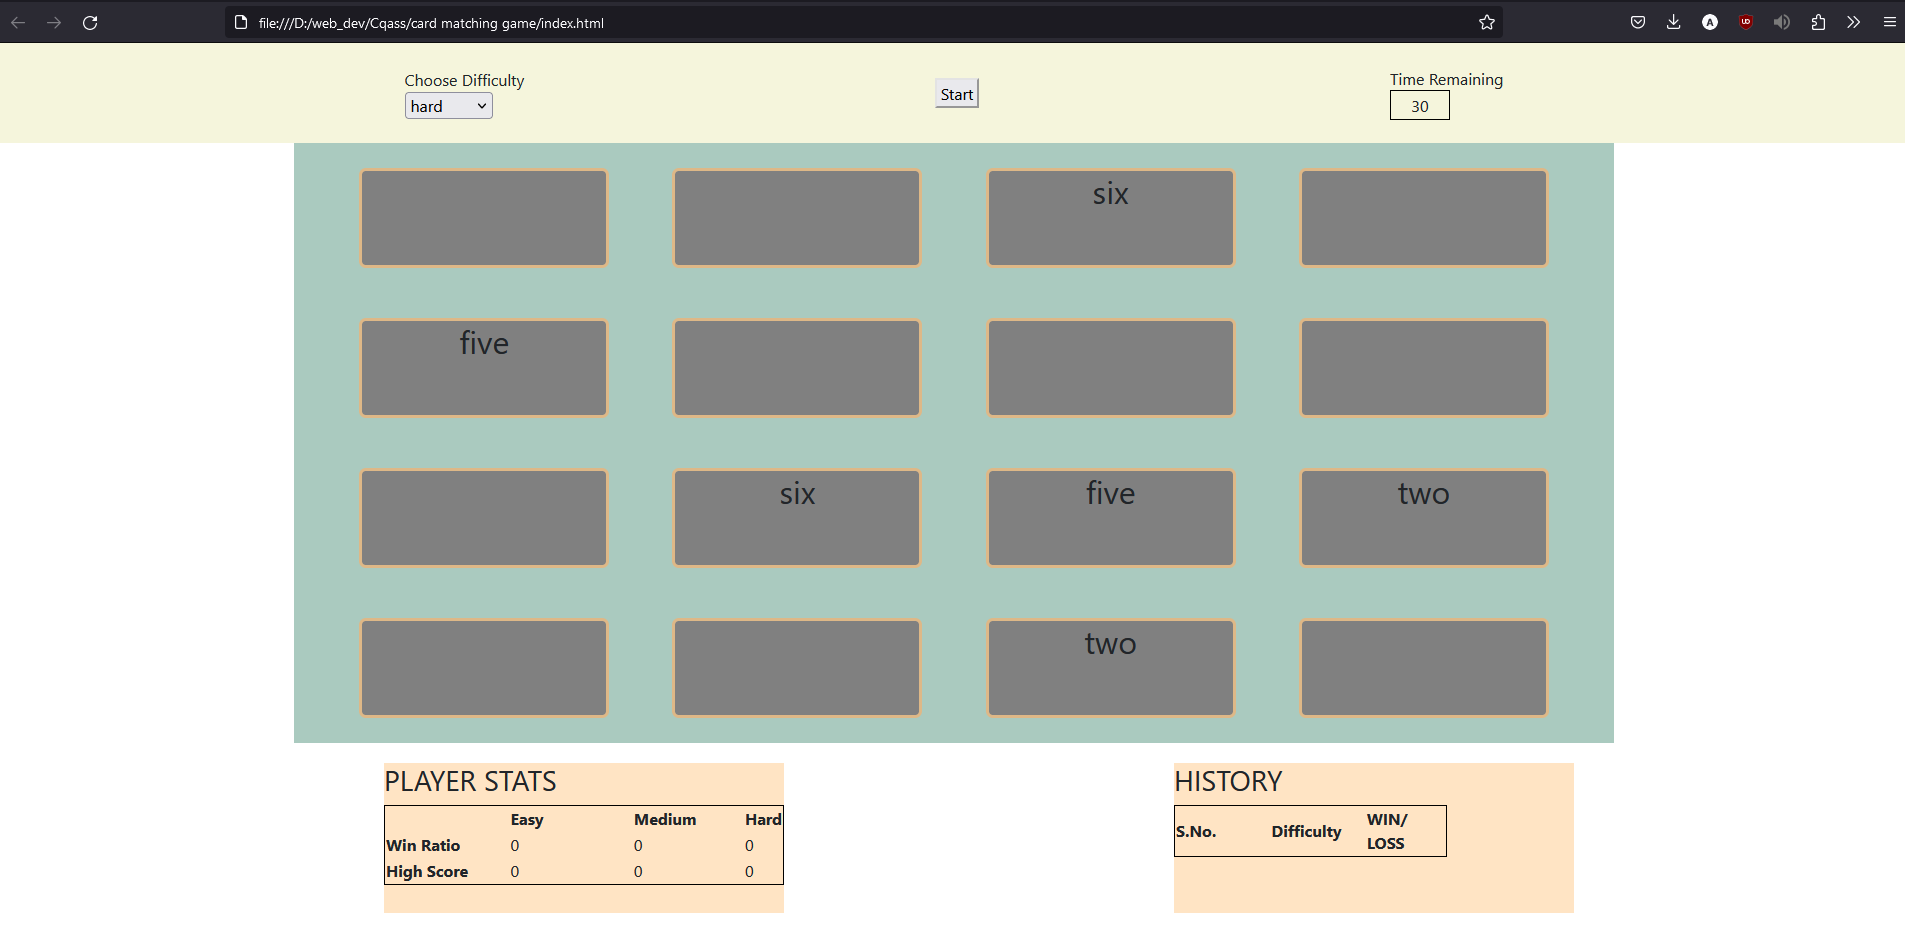 file:///D:/web_dev/Cqass/card matching game/index.html
Choose Difficulty
hard
Start
Time Remaining
30
six
five
six five two
two
PLAYER STATS
Easy Medium Hard
Win Ratio 0 0 0
High Score 0 0 0
HISTORY
S.No. Difficulty WIN/
LOSS